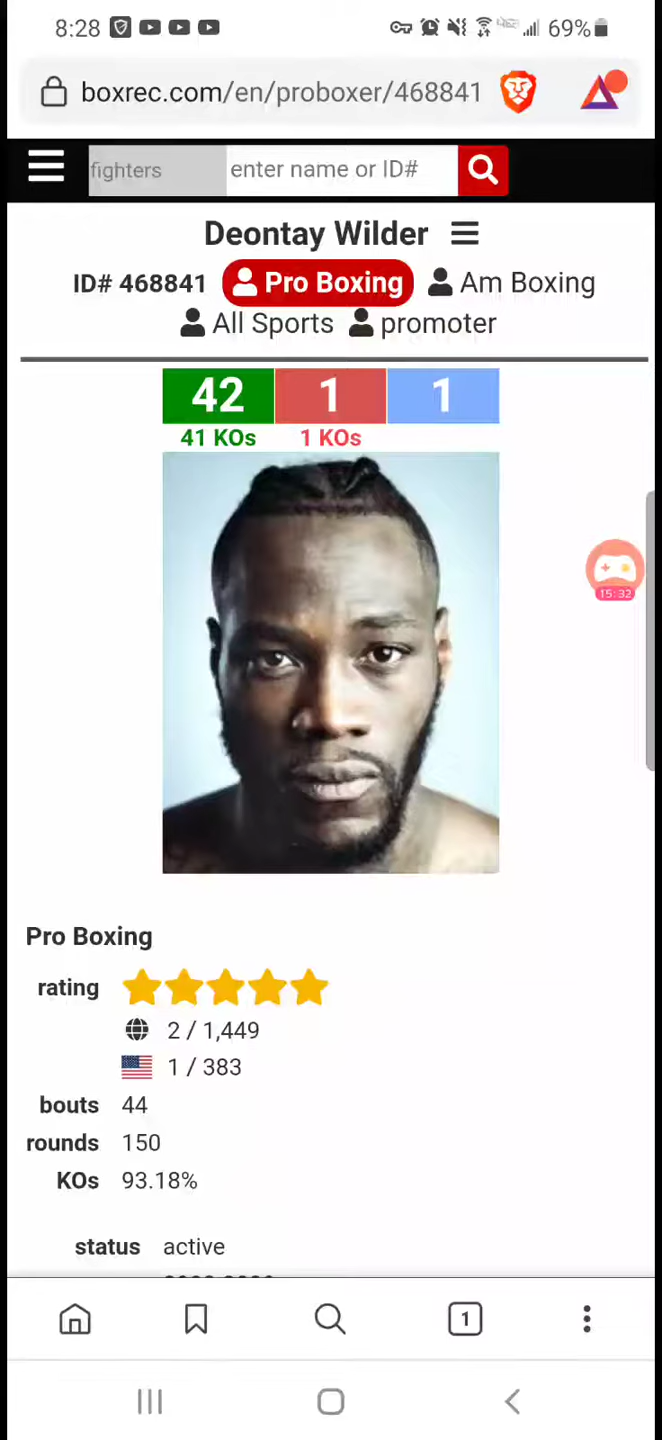 8:28 69%
boxrec.com/en/proboxer/468841
fighters enter name or ID#
Deontay Wilder
ID# 468841 Pro Boxing Am Boxing
All Sports promoter
42 1 1
41 KOs 1 KOs
15:32
Pro Boxing
rating
2 / 1,449
1 / 383
bouts 44
rounds 150
KOs 93.18%
status active
1